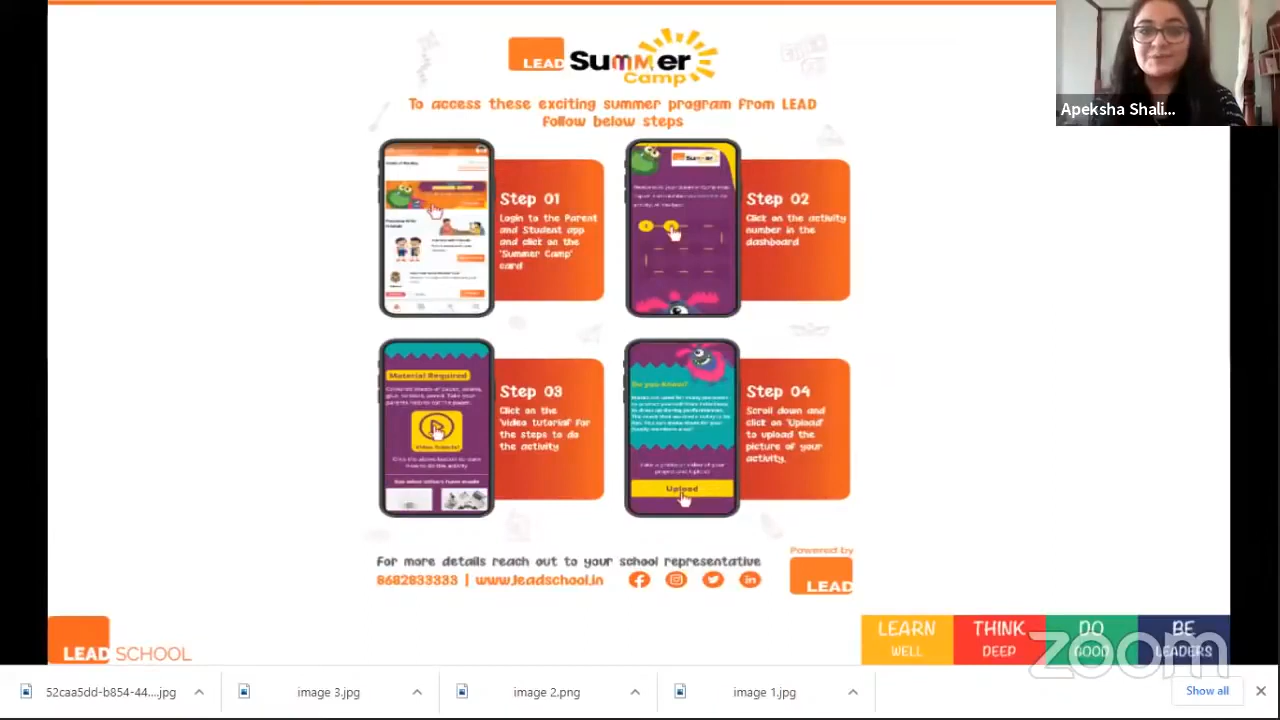 LEAD Summer
Camp
To access these exciting summer program from LEAD
follow below steps
Step 01
Login to the Parent
and Student app
and click on the
'Summer Camp'
card
Step 02
Click on the activity
number in the
dashboard
Material Required
Video Tutorial
Step 03
Click on the
'video tutorial' for
the steps to do
the activity
Do you know?
Upload
Step 04
Scroll down and
click on 'Upload'
to upload the
picture of your
activity.
For more details reach out to your school representative
8682833333 | www.leadschool.in
Powered by
LEAD
LEAD SCHOOL
LEARN
WELL
THINK
DEEP
DO
GOOD
BE
LEADERS
zoom
Apeksha Shali...
52caa5dd-b854-44....jpg
image 3.jpg
image 2.png
image 1.jpg
Show all